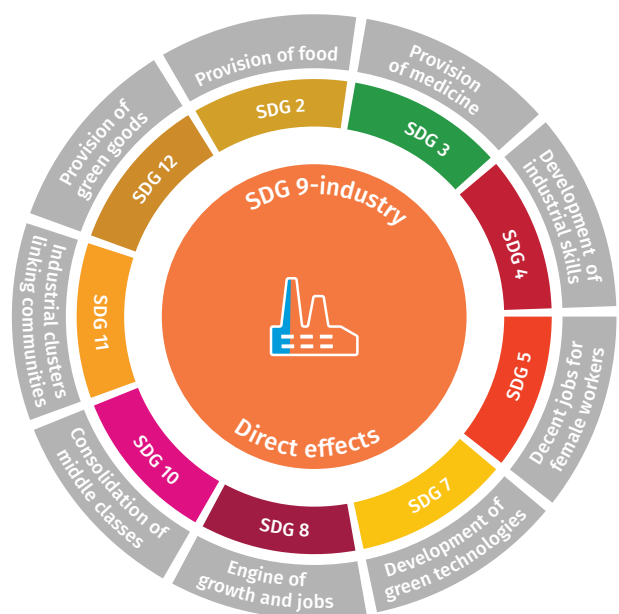 SDG 9-industry
Direct effects
SDG 2
Provision of food
SDG 3
Provision
of medicine
SDG 4
Development of
industrial skills
SDG 5
Decent jobs for
female workers
SDG 7
Development of
green technologies
SDG 8
Engine of
growth and jobs
SDG 10
Consolidation of
middle classes
SDG 11
Industrial clusters
linking communities
SDG 12
Provision of
green goods